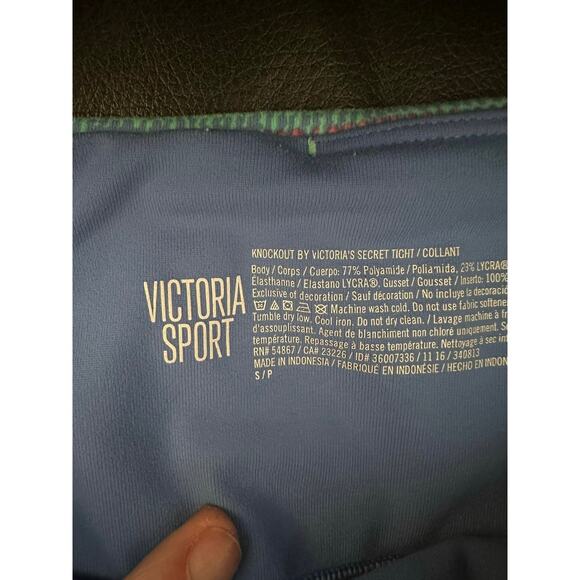 VICTORIA
SPORT
KNOCKOUT BY VICTORIA'S SECRET TIGHT / COLLANT
Body / Corps / Cuerpo: 77% Polyamide / Poliamida, 23% LYCRA®
Elasthanne / Elastano LYCRA®. Gusset / Gousset / Inserto: 100%
Exclusive of decoration / Sauf décoration / No incluye la decoració
Machine wash cold. Do not use fabric softene
Tumble dry low. Cool iron. Do not dry clean. / Lavage machine à fr
d'assouplissant. Agent de blanchiment non chloré uniquement. Sé
température. Repassage à basse température. Nettoyage à sec int
RN# 54867 / CA# 23226 / ID# 36007336 / 11 16 / 340813
MADE IN INDONESIA / FABRIQUÉ EN INDONÉSIE / HECHO EN INDON
S / P